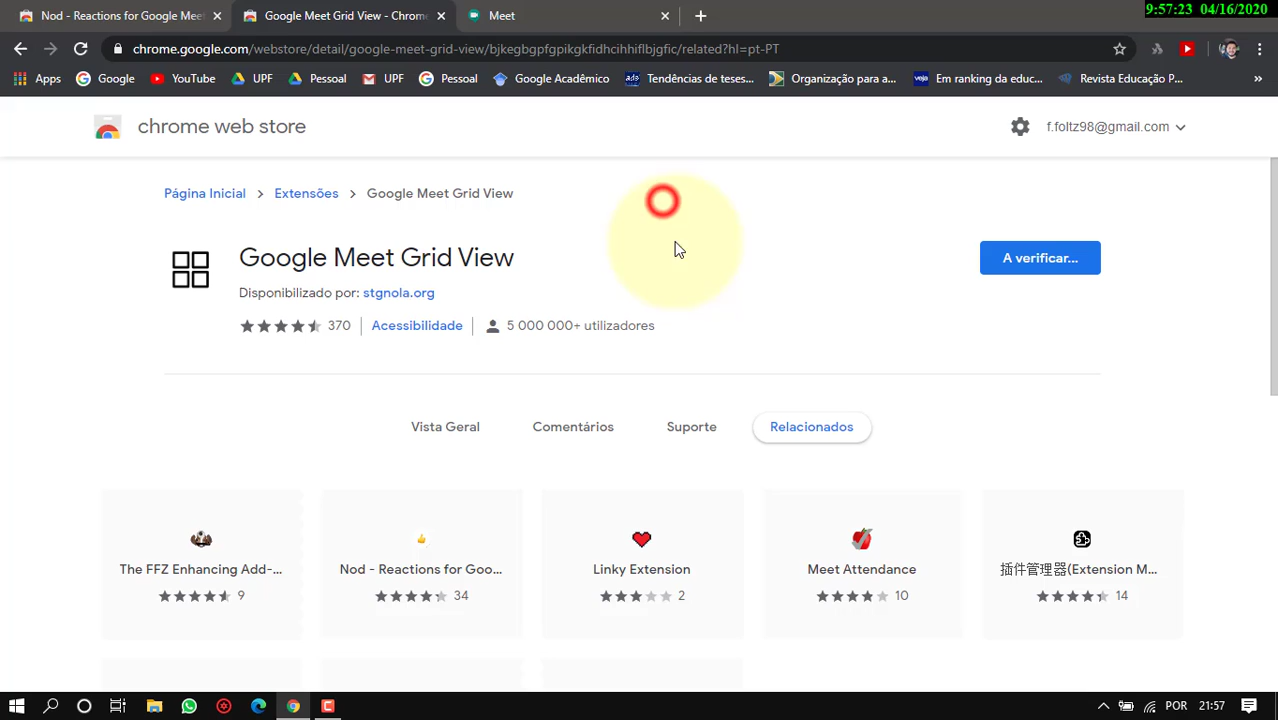 9:57:23 04/16/2020
Nod - Reactions for Google Meet
Google Meet Grid View - Chrome
Meet
chrome.google.com/webstore/detail/google-meet-grid-view/bjkegbgpfgpikgkfidhcihhiflbjgfic/related?hl=pt-PT
Apps Google YouTube UPF Pessoal UPF Pessoal Google Acadêmico Tendências de teses... Organização para a... Em ranking da educ... Revista Educação P... »
chrome web store
f.foltz98@gmail.com
Página Inicial > Extensões > Google Meet Grid View
Google Meet Grid View
A verificar...
Disponibilizado por: stgnola.org
370 Acessibilidade 5 000 000+ utilizadores
Vista Geral Comentários Suporte Relacionados
The FFZ Enhancing Add-... Nod - Reactions for Goo... Linky Extension Meet Attendance 插件管理器(Extension M...
9 34 2 10 14
POR 21:57